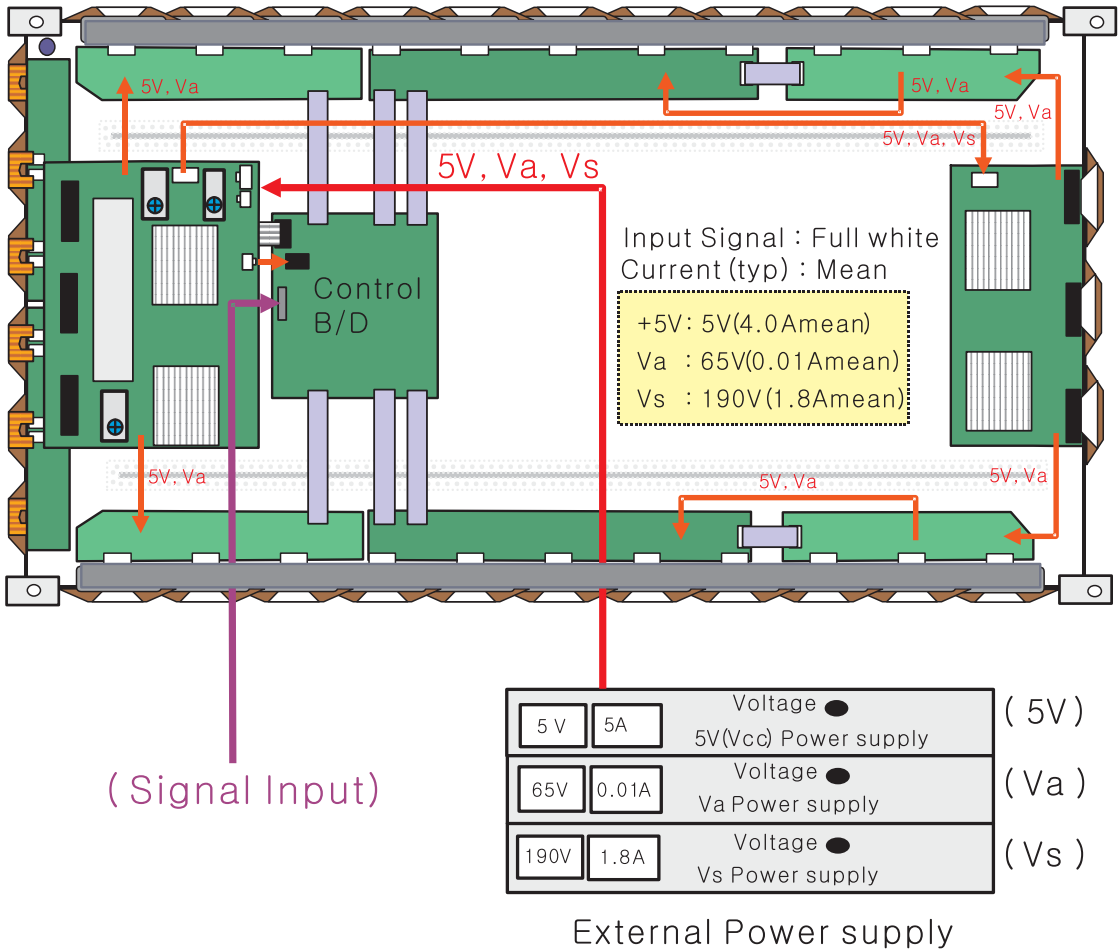 5V, Va
5V, Va
5V, Va
5V, Va, Vs
5V, Va, Vs
Input Signal : Full white
Current (typ) : Mean
Control
B/D
+5V : 5V(4.0Amean)
Va : 65V(0.01Amean)
Vs : 190V(1.8Amean)
5V, Va
5V, Va
5V, Va
(Signal Input)
5 V
5A
Voltage
5V(Vcc) Power supply
( 5V )
65V
0.01A
Voltage
Va Power supply
( Va )
190V
1.8A
Voltage
Vs Power supply
( Vs )
External Power supply